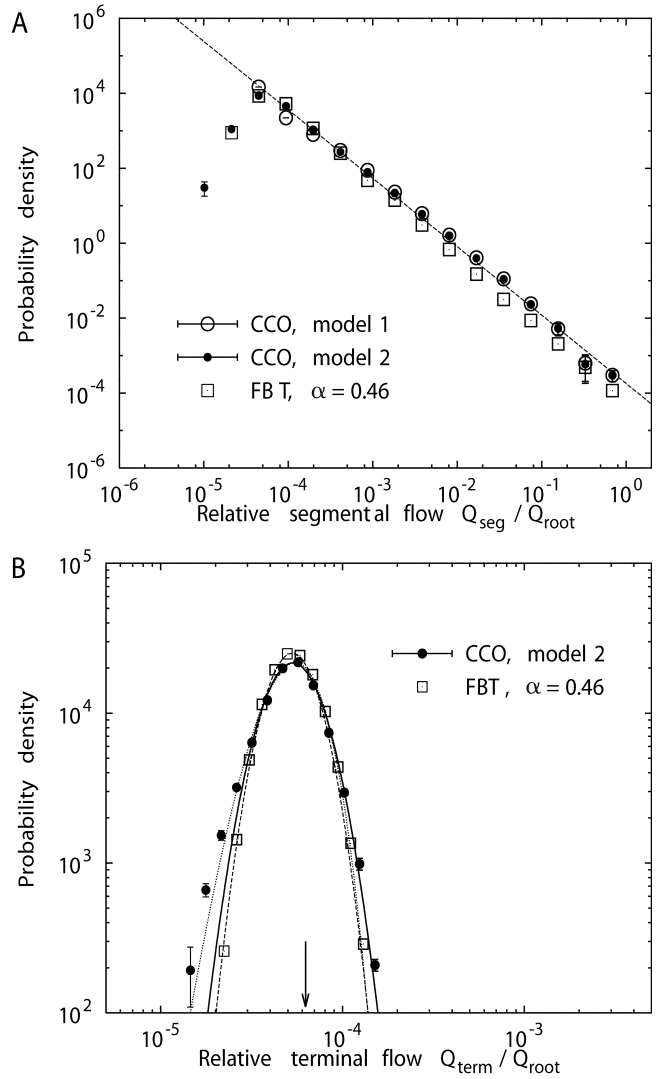 A
Probability density
10^6
10^4
10^2
10^0
10^-2
10^-4
10^-6
CCO, model 1
CCO, model 2
FBT, α = 0.46
10^-6 10^-5 10^-4 10^-3 10^-2 10^-1 10^0
Relative segmental flow Q_seg / Q_root
B
Probability density
10^5
10^4
10^3
10^2
CCO, model 2
FBT, α = 0.46
10^-5 10^-4 10^-3
Relative terminal flow Q_term / Q_root